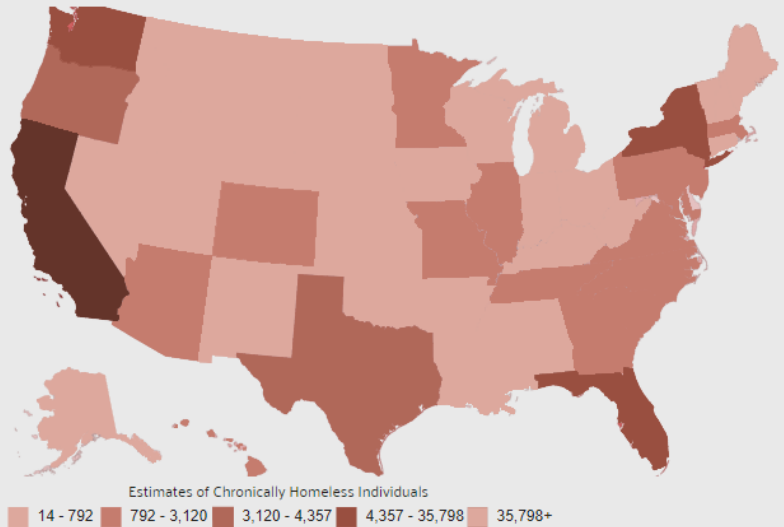 Estimates of Chronically Homeless Individuals
14 - 792 792 - 3,120 3,120 - 4,357 4,357 - 35,798 35,798+